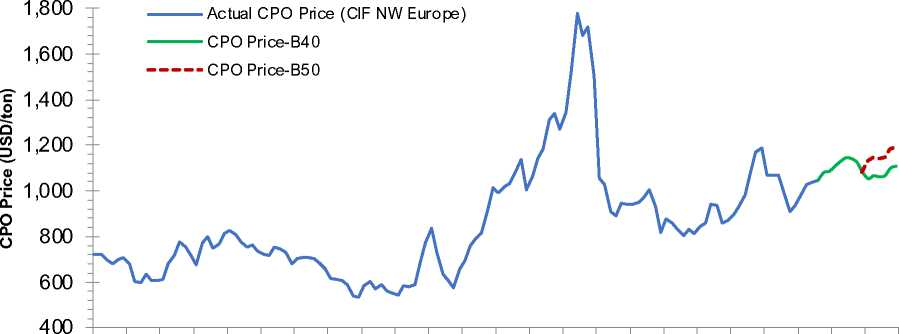 1,800
1,600
1,400
1,200
1,000
800
600
400
CPO Price (USD/ton)
Actual CPO Price (CIF NW Europe)
CPO Price-B40
CPO Price-B50